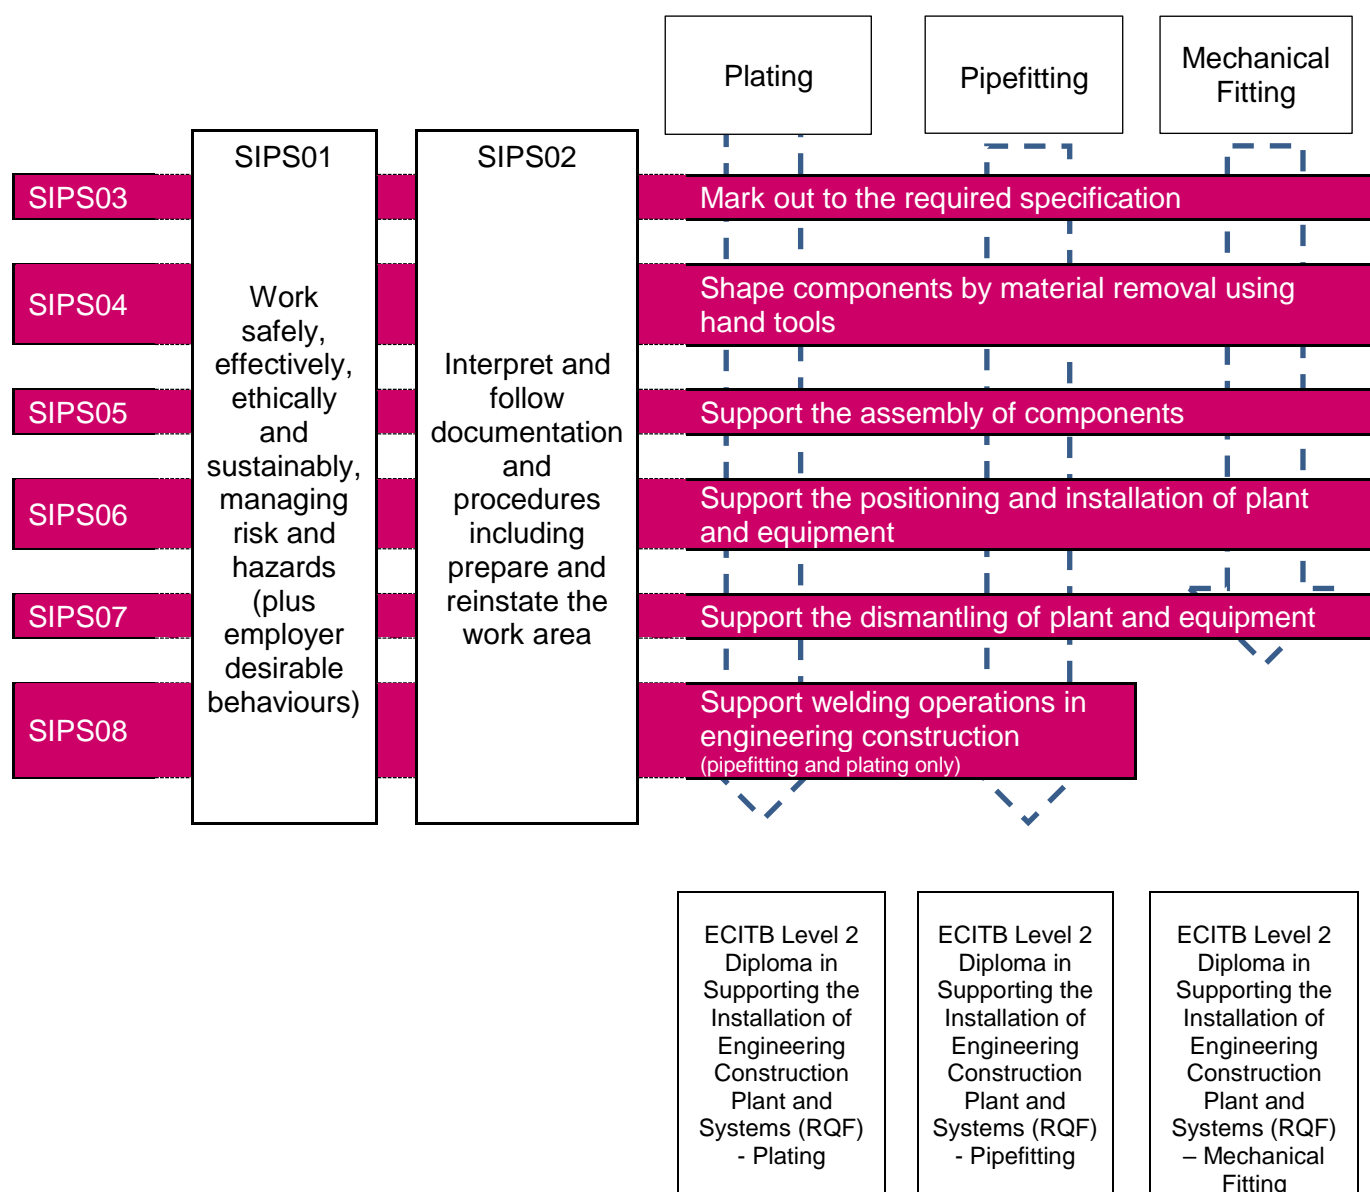 Plating
Pipefitting
Mechanical
Fitting
SIPS01
Work
safely,
effectively,
ethically
and
sustainably,
managing
risk and
hazards
(plus
employer
desirable
behaviours)
SIPS02
Interpret and
follow
documentation
and
procedures
including
prepare and
reinstate the
work area
SIPS03
Mark out to the required specification
SIPS04
Shape components by material removal using
hand tools
SIPS05
Support the assembly of components
SIPS06
Support the positioning and installation of plant
and equipment
SIPS07
Support the dismantling of plant and equipment
SIPS08
Support welding operations in
engineering construction
(pipefitting and plating only)
ECITB Level 2
Diploma in
Supporting the
Installation of
Engineering
Construction
Plant and
Systems (RQF)
- Plating
ECITB Level 2
Diploma in
Supporting the
Installation of
Engineering
Construction
Plant and
Systems (RQF)
- Pipefitting
ECITB Level 2
Diploma in
Supporting the
Installation of
Engineering
Construction
Plant and
Systems (RQF)
– Mechanical
Fitting